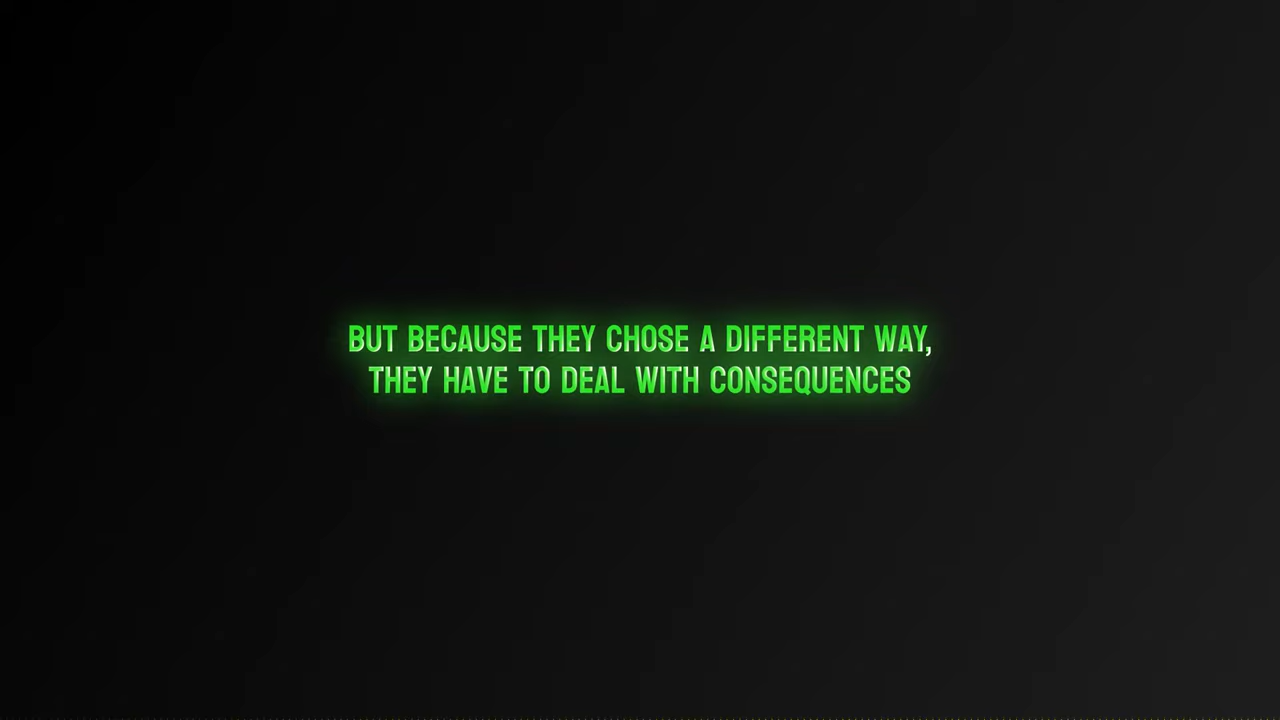 BUT BECAUSE THEY CHOSE A DIFFERENT WAY,
THEY HAVE TO DEAL WITH CONSEQUENCES